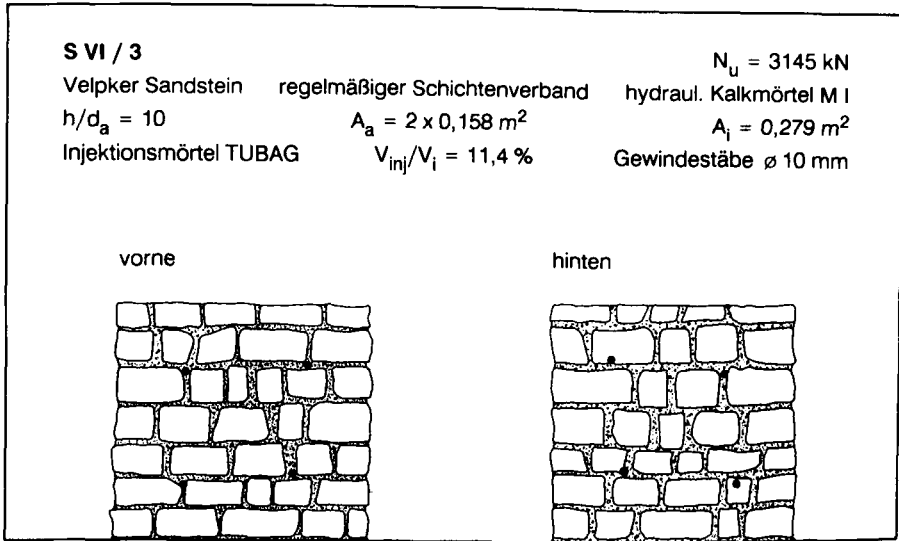 S VI / 3 N_u = 3145 kN
Velpker Sandstein regelmäßiger Schichtenverband hydraul. Kalkmörtel M I
h/d_a = 10 A_a = 2 x 0,158 m² A_i = 0,279 m²
Injektionsmörtel TUBAG V_inj/V_i = 11,4 % Gewindestäbe ø 10 mm
vorne hinten